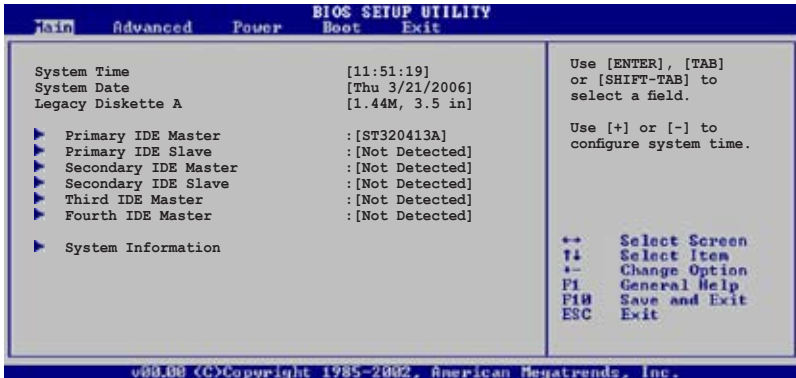 BIOS SETUP UTILITY
Main Advanced Power Boot Exit
System Time [11:51:19]
System Date [Thu 3/21/2006]
Legacy Diskette A [1.44M, 3.5 in]
Primary IDE Master :[ST320413A]
Primary IDE Slave :[Not Detected]
Secondary IDE Master :[Not Detected]
Secondary IDE Slave :[Not Detected]
Third IDE Master :[Not Detected]
Fourth IDE Master :[Not Detected]
System Information
Use [ENTER], [TAB]
or [SHIFT-TAB] to
select a field.
Use [+] or [-] to
configure system time.
←→ Select Screen
↑↓ Select Item
+- Change Option
F1 General Help
F10 Save and Exit
ESC Exit
v00.00 (C)Copyright 1985-2002, American Megatrends, Inc.